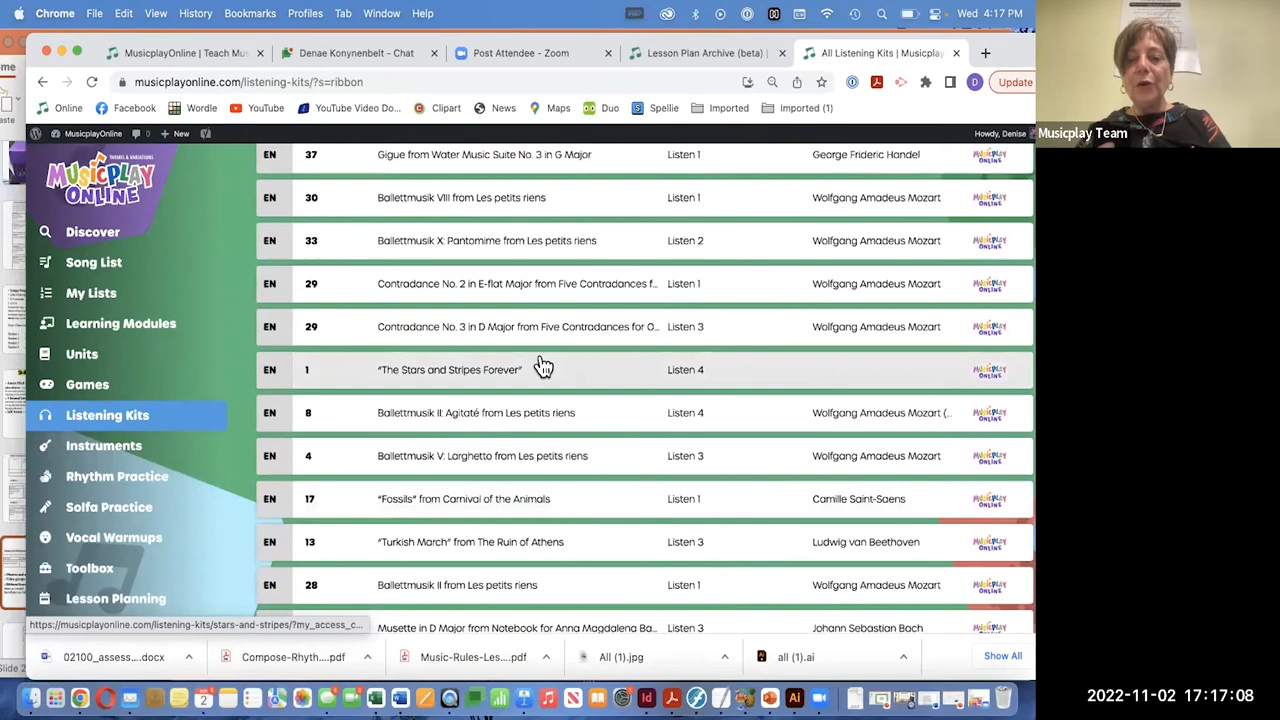 Chrome File Edit View History Bookmarks Profiles Tab Window Help Wed 4:17 PM
MusicplayOnline | Teach Mu
Denae Konynenbelt - Chat
Post Attendee - Zoom
Lesson Plan Archive (beta) |
All Listening Kits | Musicplay
musicplayonline.com/listening-kits/?sribbon
Update
Online Facebook Wordle YouTube YouTube Video Do... Clipart News Maps Duo Spellie Imported Imported (1)
MusicplayOnline 0 New
Howdy, Denise
Musicplay Team
THEMES & VARIATIONS
MUSICPLAY
ONLINE
Discover
Song List
My Lists
Learning Modules
Units
Games
Listening Kits
Instruments
Rhythm Practice
Solfa Practice
Vocal Warmups
Toolbox
Lesson Planning
EN 37 Gigue from Water Music Suite No. 3 in G Major Listen 1 George Frideric Handel
EN 30 Ballettmusik VIII from Les petits riens Listen 1 Wolfgang Amadeus Mozart
EN 33 Ballettmusik X: Pantomime from Les petits riens Listen 2 Wolfgang Amadeus Mozart
EN 29 Contradance No. 2 in E-flat Major from Five Contradances f... Listen 1 Wolfgang Amadeus Mozart
EN 29 Contradance No. 3 in D Major from Five Contradances for O... Listen 3 Wolfgang Amadeus Mozart
EN 1 “The Stars and Stripes Forever” Listen 4
EN 8 Ballettmusik II: Agitaté from Les petits riens Listen 4 Wolfgang Amadeus Mozart (...
EN 4 Ballettmusik V: Larghetto from Les petits riens Listen 3 Wolfgang Amadeus Mozart
EN 17 “Fossils” from Carnival of the Animals Listen 1 Camille Saint-Saens
EN 13 “Turkish March” from The Ruin of Athens Listen 3 Ludwig van Beethoven
EN 28 Ballettmusik II from Les petits riens Listen 1 Wolfgang Amadeus Mozart
Musette in D Major from Notebook for Anna Magdalena Ba... Listen 3 Johann Sebastian Bach
https://musicplayonline.com/listening-kits/stars-and-stripes/?my_access_c...
02100_assess....docx
Compose-Rhyth....pdf
Music-Rules-Les....pdf
All (1).jpg
all (1).ai
Show All
Slide 2
2022-11-02 17:17:08